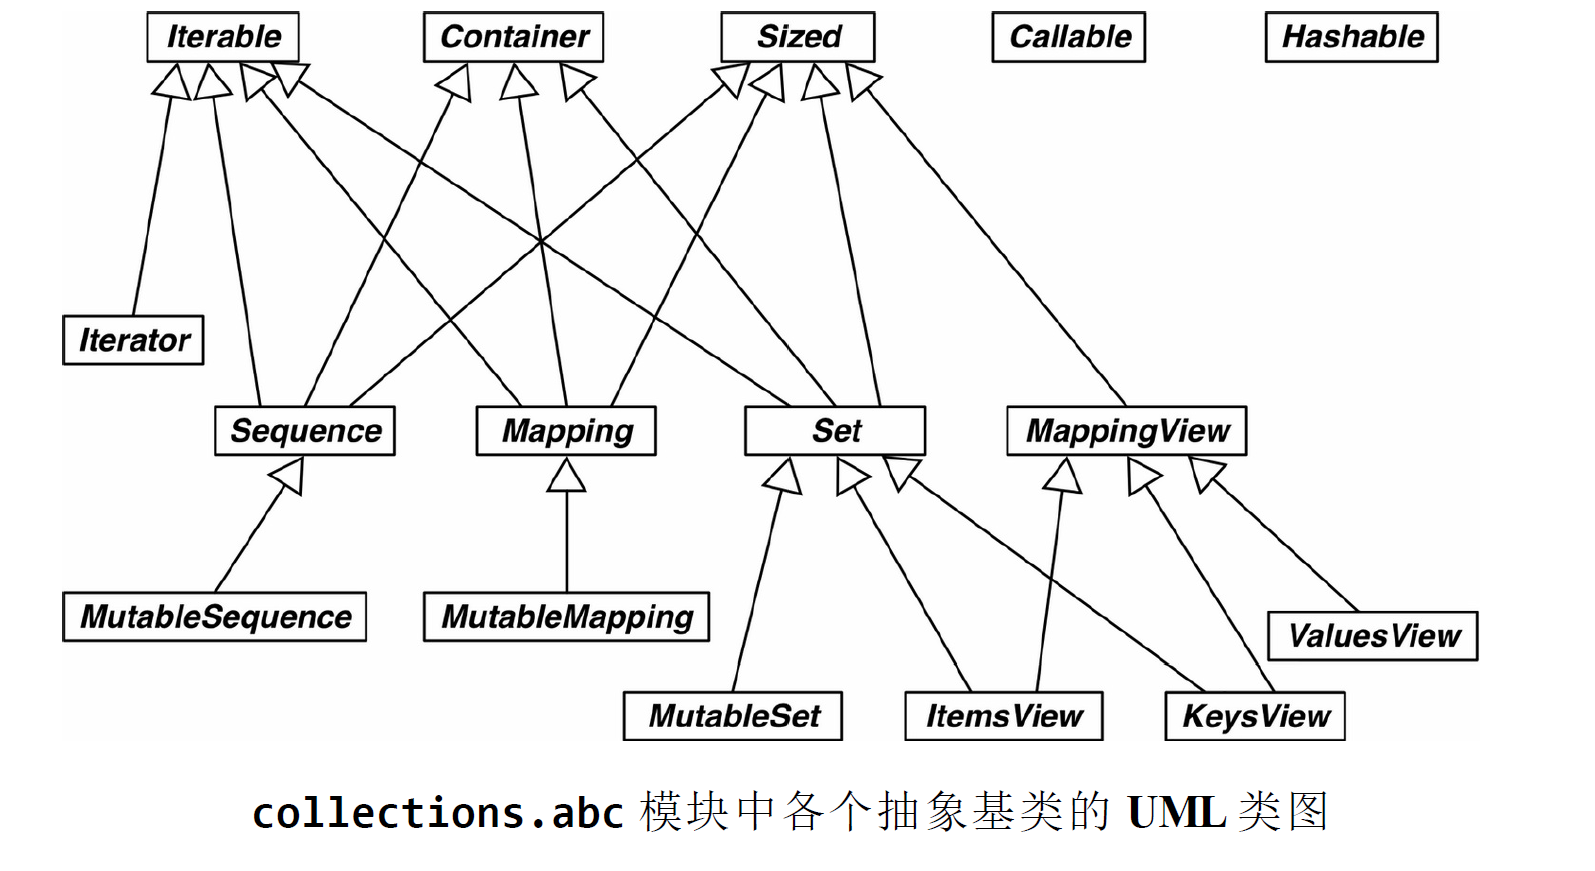 Iterable Container Sized Callable Hashable
Iterator
Sequence Mapping Set MappingView
MutableSequence MutableMapping ValuesView
MutableSet ItemsView KeysView
collections.abc 模块中各个抽象基类的 UML 类图